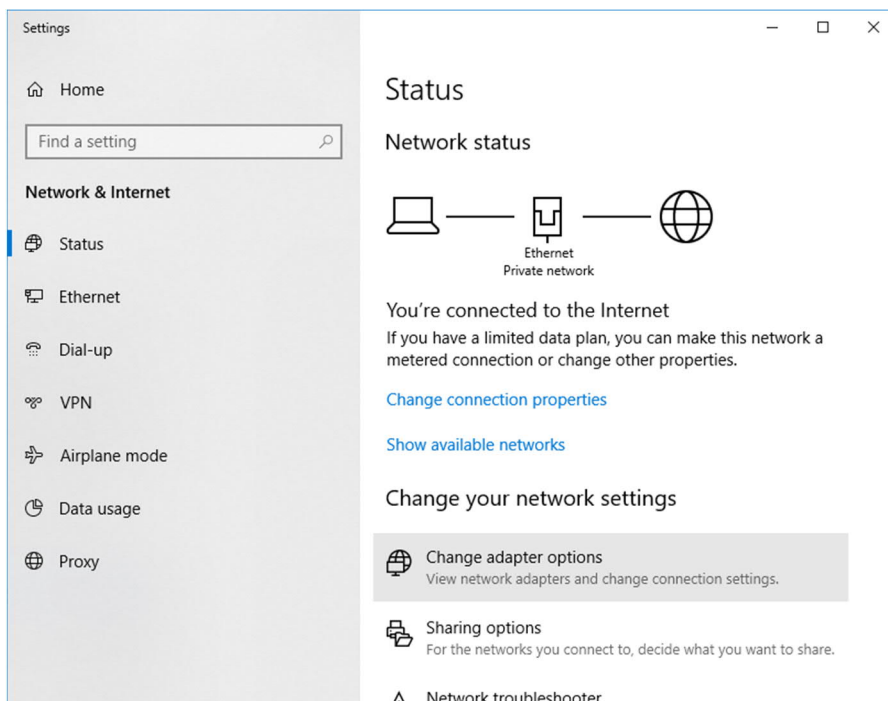 Settings
Home
Find a setting
Network & Internet
Status
Ethernet
Dial-up
VPN
Airplane mode
Data usage
Proxy
Status
Network status
Ethernet
Private network
You're connected to the Internet
If you have a limited data plan, you can make this network a
metered connection or change other properties.
Change connection properties
Show available networks
Change your network settings
Change adapter options
View network adapters and change connection settings.
Sharing options
For the networks you connect to, decide what you want to share.
Network troubleshooter